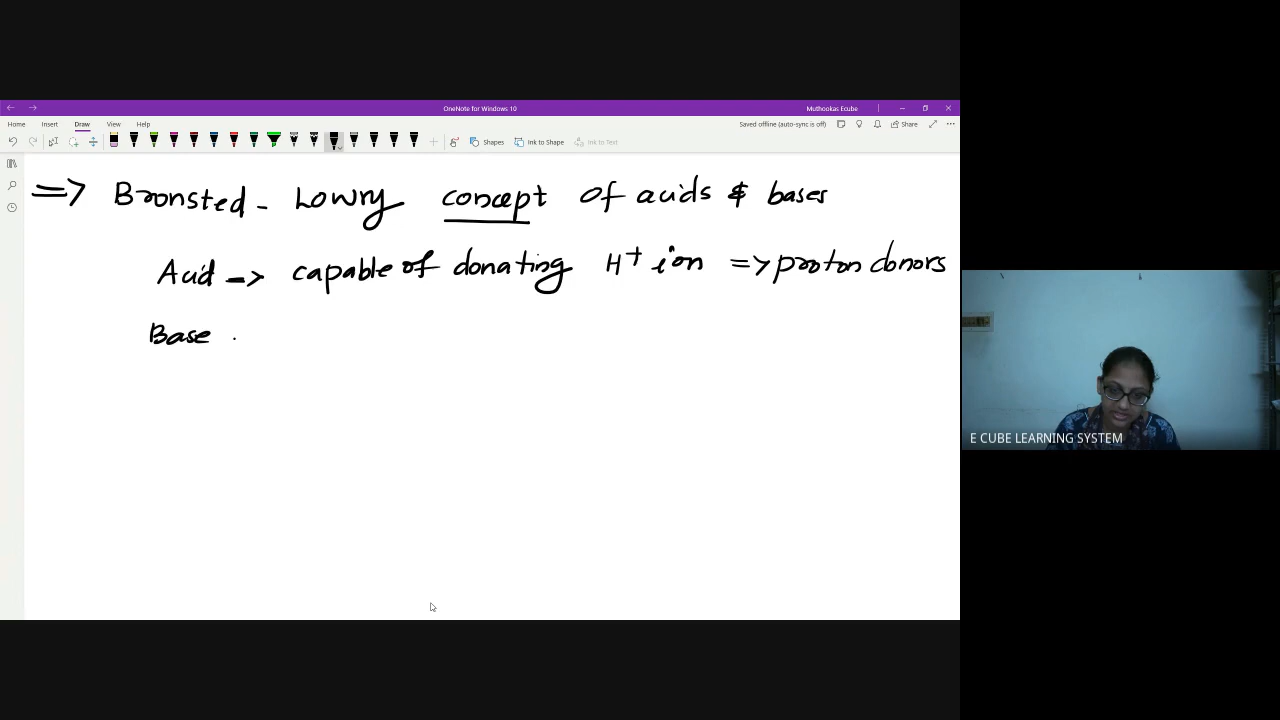 OneNote for Windows 10
Muthookas Ecube
Home Insert Draw View Help
Saved offline (auto-sync is off) Share
Shapes Ink to Shape Ink to Text
=> Bronsted - Lowry concept of acids & bases
Acid -> capable of donating H+ ion => proton donors
Base .
E CUBE LEARNING SYSTEM